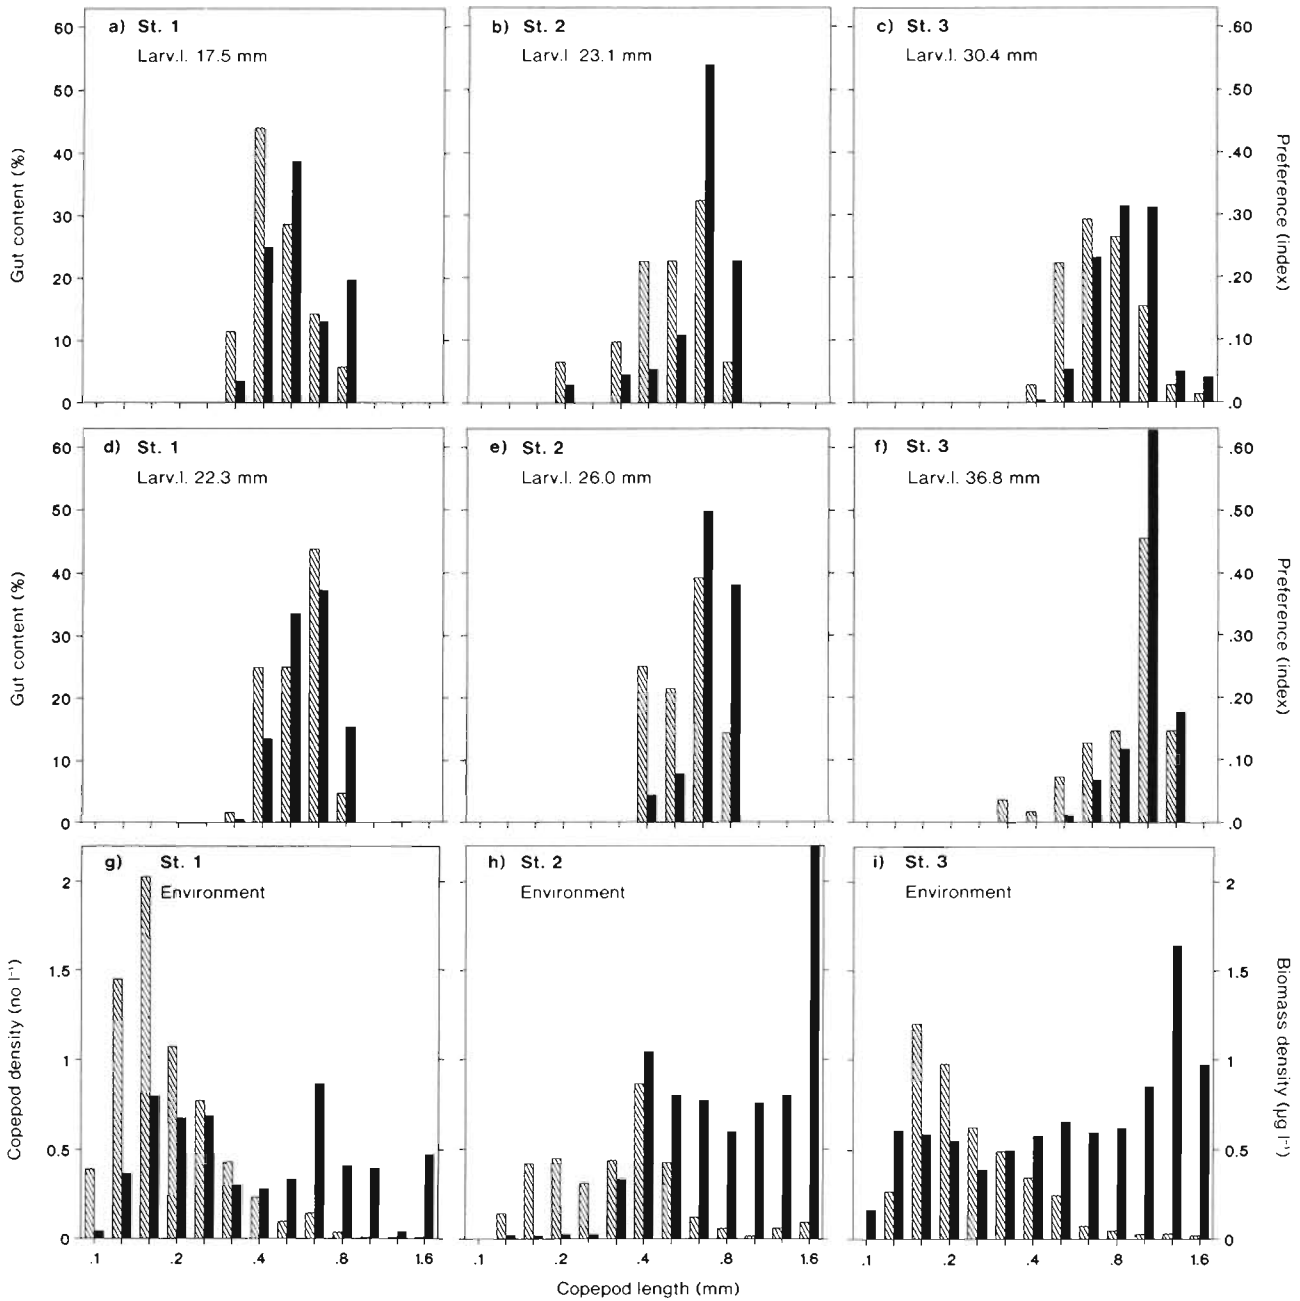 a) St. 1
Larv.l. 17.5 mm
b) St. 2
Larv.l 23.1 mm
c) St. 3
Larv.l. 30.4 mm
Gut content (%)
60
50
40
30
20
10
0
.60
.50
.40
.30
.20
.10
.0
Preference (index)
d) St. 1
Larv.l. 22.3 mm
e) St. 2
Larv.l. 26.0 mm
f) St. 3
Larv.l. 36.8 mm
Gut content (%)
60
50
40
30
20
10
0
.60
.50
.40
.30
.20
.10
.0
Preference (index)
g) St. 1
Environment
h) St. 2
Environment
i) St. 3
Environment
Copepod density (no l⁻¹)
2
1.5
1
0.5
0
2
1.5
1
0.5
0
Biomass density (µg l⁻¹)
.1 .2 .4 .8 1.6
.1 .2 .4 .8 1.6
.1 .2 .4 .8 1.6
Copepod length (mm)